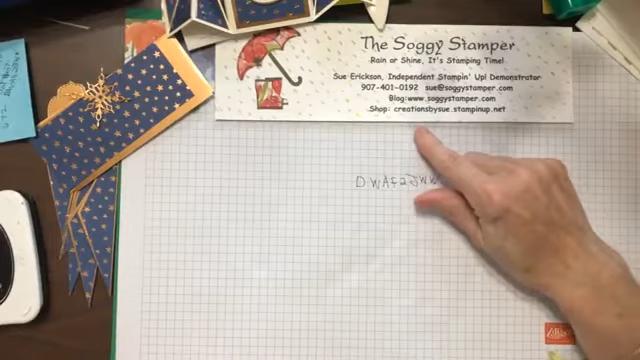 The Soggy Stamper
Rain or Shine, It's Stamping Time!
Sue Erickson, Independent Stampin' Up! Demonstrator
907-401-0192 sue@soggystamper.com
Blog:www.soggystamper.com
Shop: creationsbysue.stampinup.net